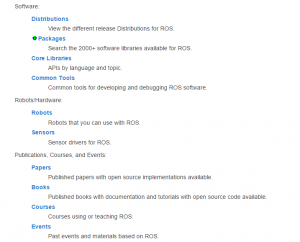 Software:
Distributions
View the different release Distributions for ROS.
Packages
Search the 2000+ software libraries available for ROS.
Core Libraries
APIs by language and topic.
Common Tools
Common tools for developing and debugging ROS software.
Robots/Hardware:
Robots
Robots that you can use with ROS.
Sensors
Sensor drivers for ROS.
Publications, Courses, and Events:
Papers
Published papers with open source implementations available.
Books
Published books with documentation and tutorials with open source code available.
Courses
Courses using or teaching ROS.
Events
Past events and materials based on ROS.